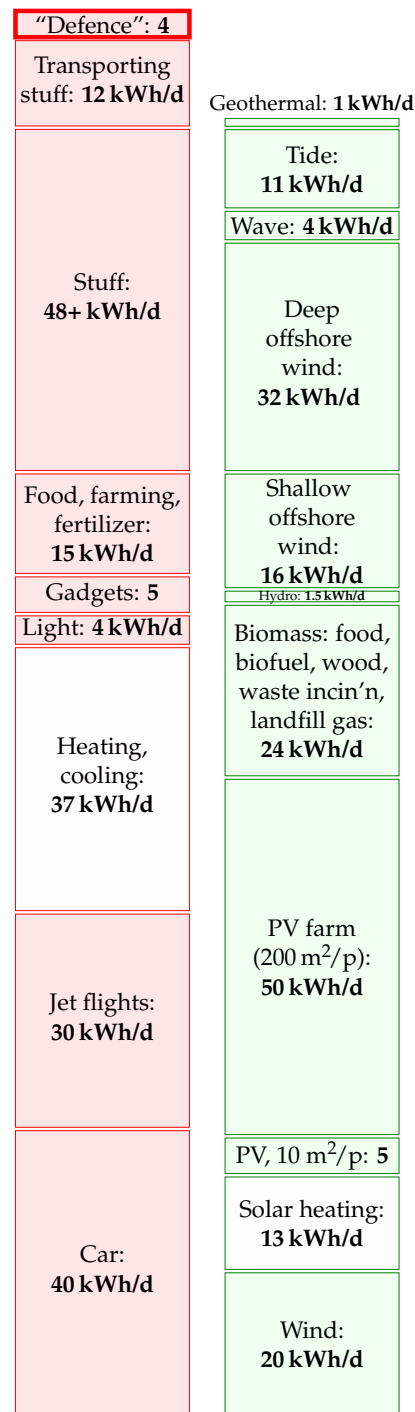 “Defence”: 4
Transporting
stuff: 12 kWh/d
Stuff:
48+ kWh/d
Food, farming,
fertilizer:
15 kWh/d
Gadgets: 5
Light: 4 kWh/d
Heating,
cooling:
37 kWh/d
Jet flights:
30 kWh/d
Car:
40 kWh/d
Geothermal: 1 kWh/d
Tide:
11 kWh/d
Wave: 4 kWh/d
Deep
offshore
wind:
32 kWh/d
Shallow
offshore
wind:
16 kWh/d
Hydro: 1.5 kWh/d
Biomass: food,
biofuel, wood,
waste incin’n,
landfill gas:
24 kWh/d
PV farm
(200 m²/p):
50 kWh/d
PV, 10 m²/p: 5
Solar heating:
13 kWh/d
Wind:
20 kWh/d